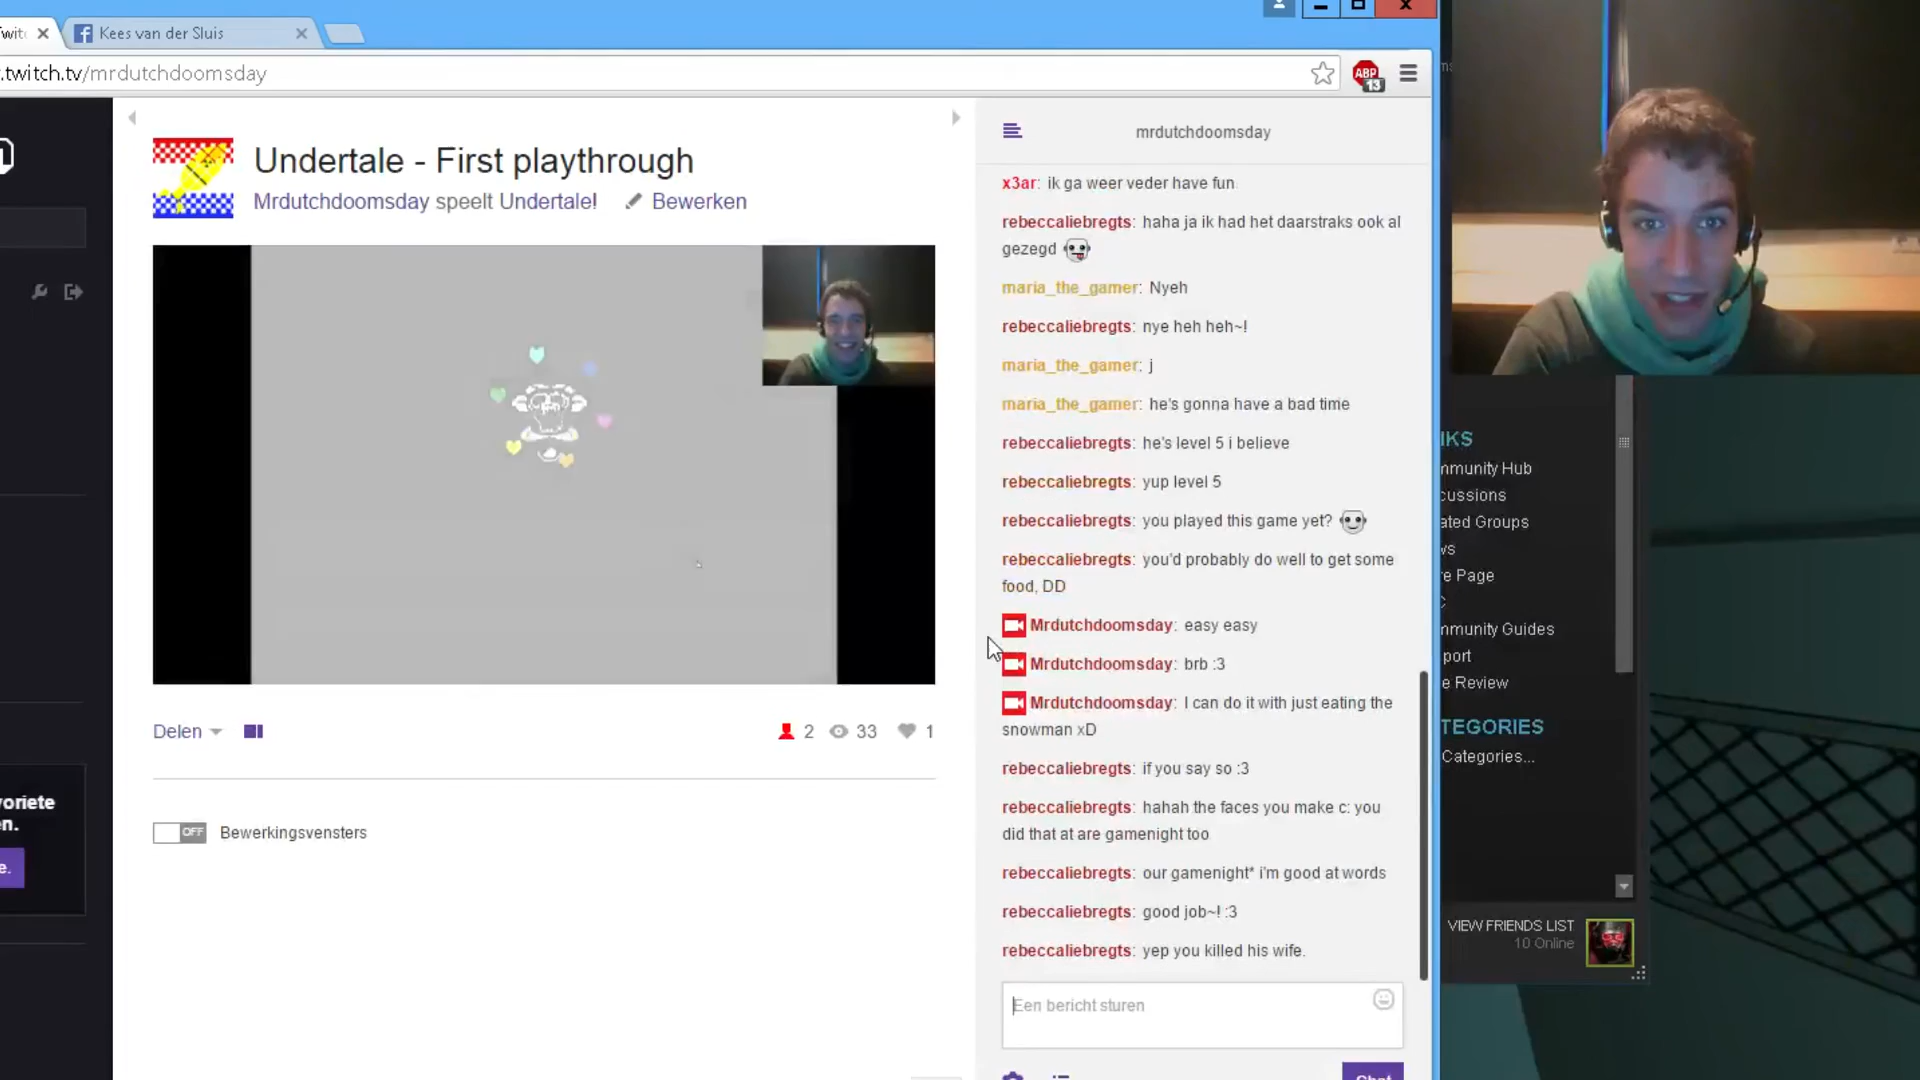 Kees van der Sluis
.twitch.tv/mrdutchdoomsday
ABP
13
Undertale - First playthrough
Mrdutchdoomsday speelt Undertale! Bewerken
Delen
2 33 1
OFF Bewerkingsvensters
mrdutchdoomsday
x3ar: ik ga weer veder have fun
rebeccaliebregts: haha ja ik had het daarstraks ook al
gezegd
maria_the_gamer: Nyeh
rebeccaliebregts: nye heh heh~!
maria_the_gamer: j
maria_the_gamer: he's gonna have a bad time
rebeccaliebregts: he's level 5 i believe
rebeccaliebregts: yup level 5
rebeccaliebregts: you played this game yet?
rebeccaliebregts: you'd probably do well to get some
food, DD
Mrdutchdoomsday: easy easy
Mrdutchdoomsday: brb :3
Mrdutchdoomsday: I can do it with just eating the
snowman xD
rebeccaliebregts: if you say so :3
rebeccaliebregts: hahah the faces you make c: you
did that at are gamenight too
rebeccaliebregts: our gamenight* i'm good at words
rebeccaliebregts: good job~! :3
rebeccaliebregts: yep you killed his wife.
Een bericht sturen
Chat
voriete
en.
e.
IKS
mmunity Hub
cussions
ated Groups
ws
re Page
mmunity Guides
port
e Review
TEGORIES
Categories...
VIEW FRIENDS LIST
10 Online